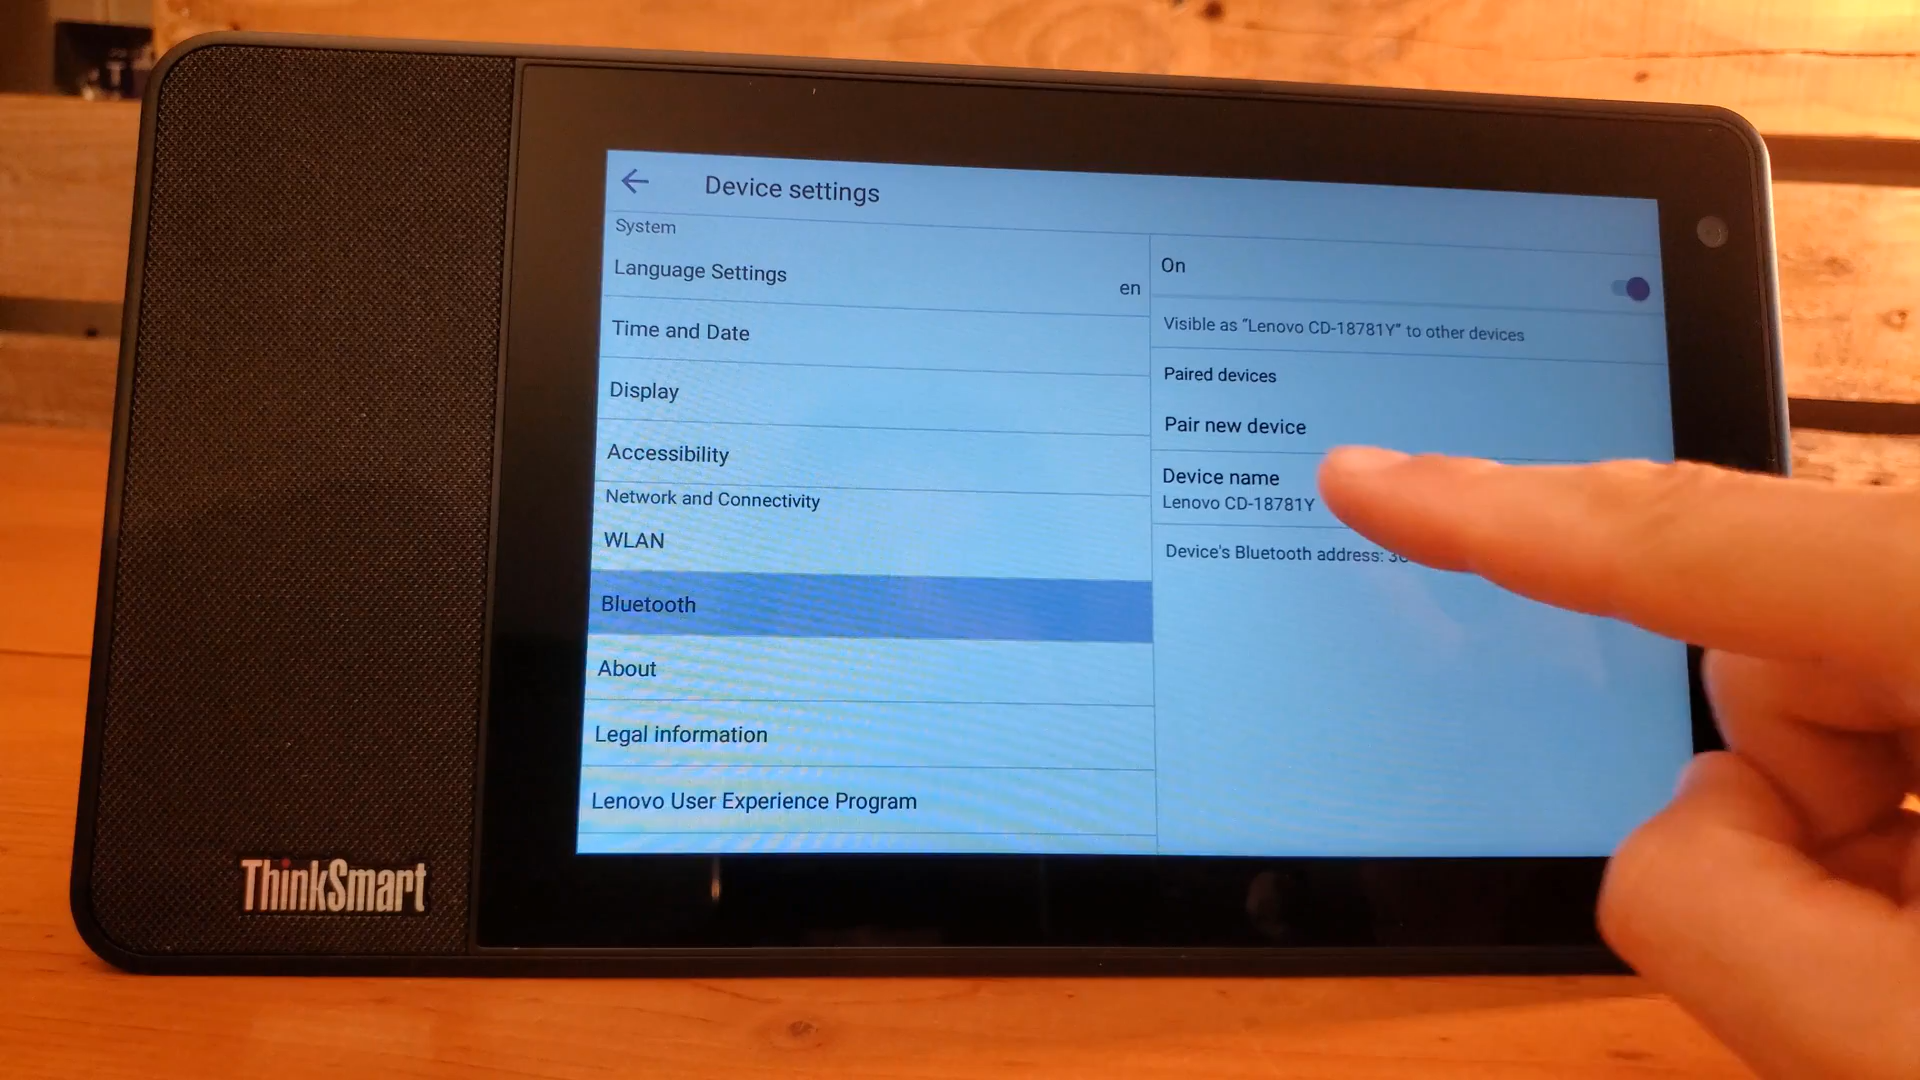 Device settings
System
Language Settings
en
Time and Date
Display
Accessibility
Network and Connectivity
WLAN
Bluetooth
About
Legal information
Lenovo User Experience Program
On
Visible as "Lenovo CD-18781Y" to other devices
Paired devices
Pair new device
Device name
Lenovo CD-18781Y
Device's Bluetooth address:
ThinkSmart